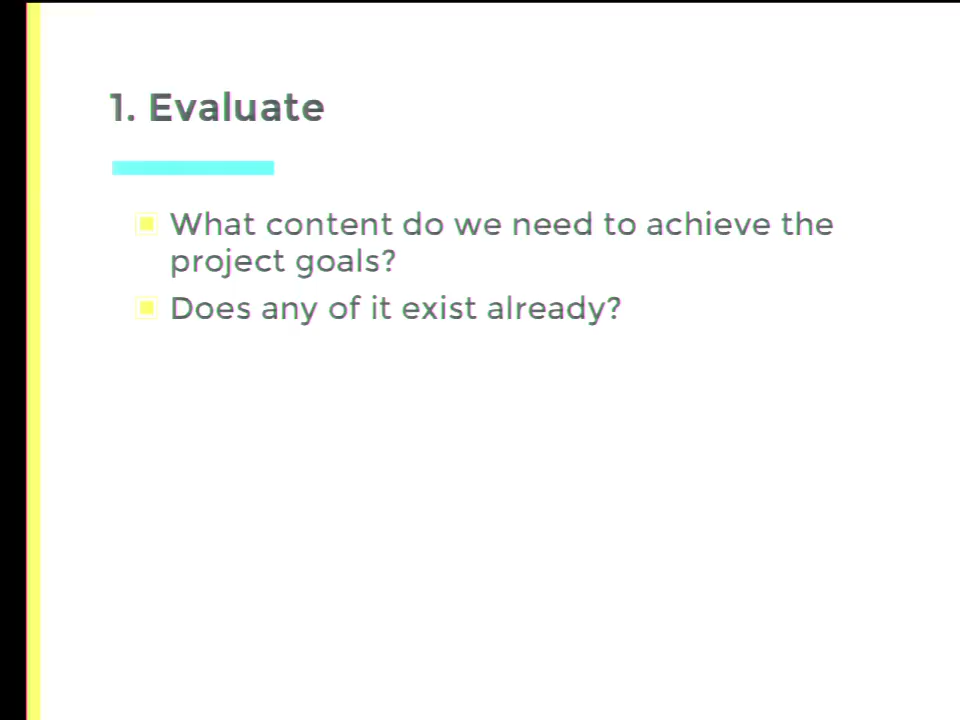 1. Evaluate
What content do we need to achieve the
project goals?
Does any of it exist already?